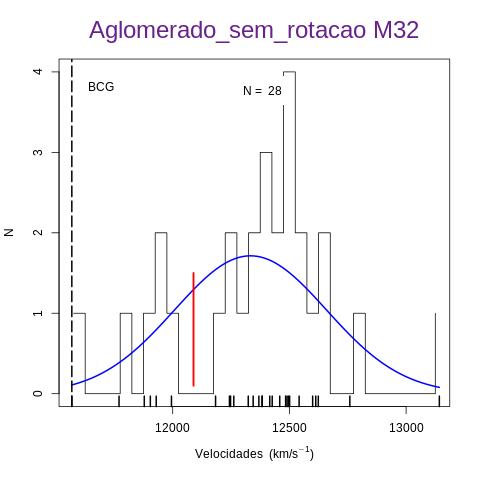 Aglomerado_sem_rotacao M32
BCG
N = 28
4
3
2
1
0
N
12000 12500 13000
Velocidades (km/s⁻¹)